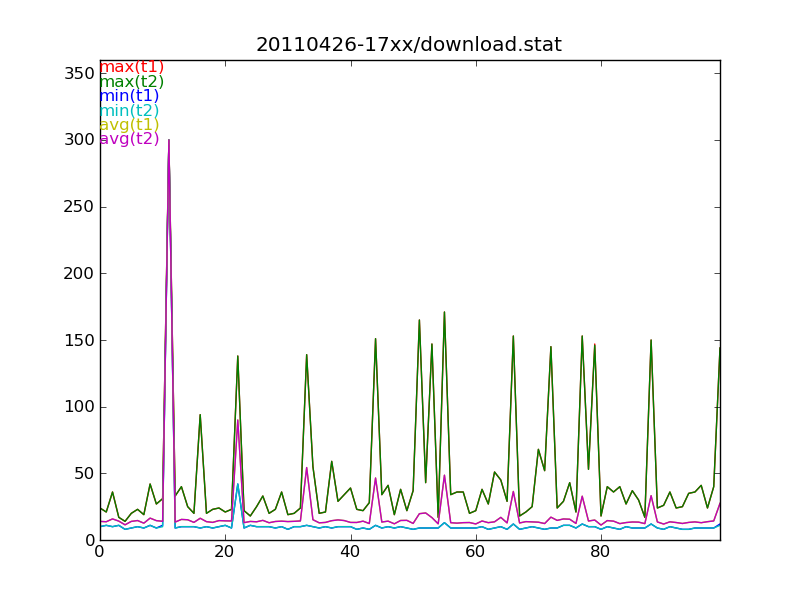 20110426-17xx/download.stat
max(t1)
max(t2)
min(t1)
min(t2)
avg(t1)
avg(t2)
350
300
250
200
150
100
50
0
0 20 40 60 80